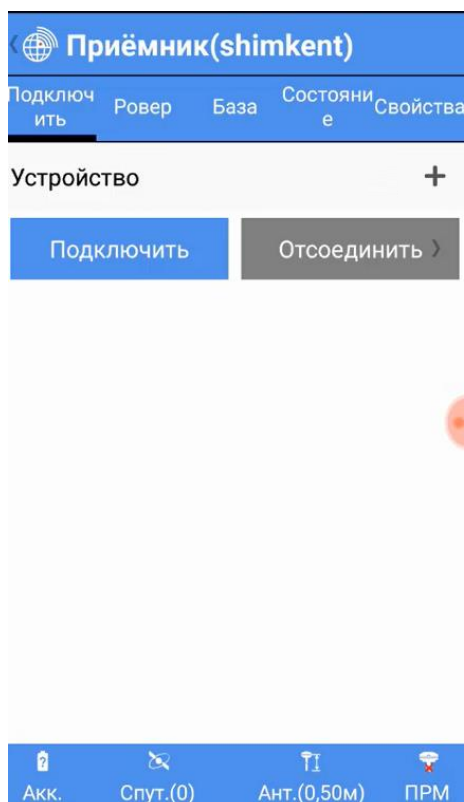 Приёмник(shimkent)
Подключ
ить
Ровер
База
Состояни
е
Свойства
Устройство
Подключить
Отсоединить
Акк.
Спут.(0)
Ант.(0,50м)
ПРМ